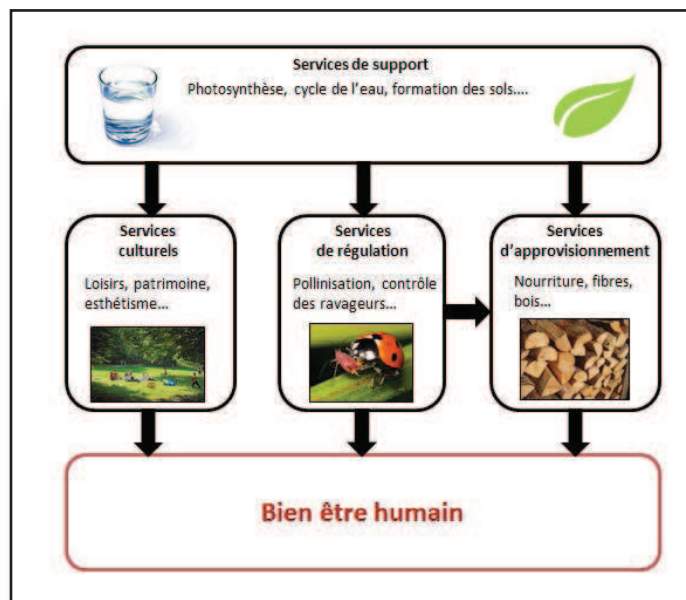 Services de support
Photosynthèse, cycle de l'eau, formation des sols....
Services
culturels
Loisirs, patrimoine,
esthétisme...
Services
de régulation
Pollinisation, contrôle
des ravageurs...
Services
d'approvisionnement
Nourriture, fibres,
bois...
Bien être humain